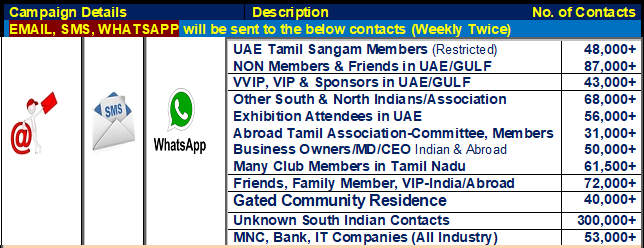 Campaign Details Description No. of Contacts
EMAIL, SMS, WHATSAPP will be sent to the below contacts (Weekly Twice)
UAE Tamil Sangam Members (Restricted) 48,000+
NON Members & Friends in UAE/GULF 87,000+
VVIP, VIP & Sponsors in UAE/GULF 43,000+
Other South & North Indians/Association 68,000+
Exhibition Attendees in UAE 56,000+
Abroad Tamil Association-Committee, Members 31,000+
Business Owners/MD/CEO Indian & Abroad 50,000+
Many Club Members in Tamil Nadu 61,500+
Friends, Family Member, VIP-India/Abroad 72,000+
Gated Community Residence 40,000+
Unknown South Indian Contacts 300,000+
MNC, Bank, IT Companies (All Industry) 53,000+
@
SMS
WhatsApp